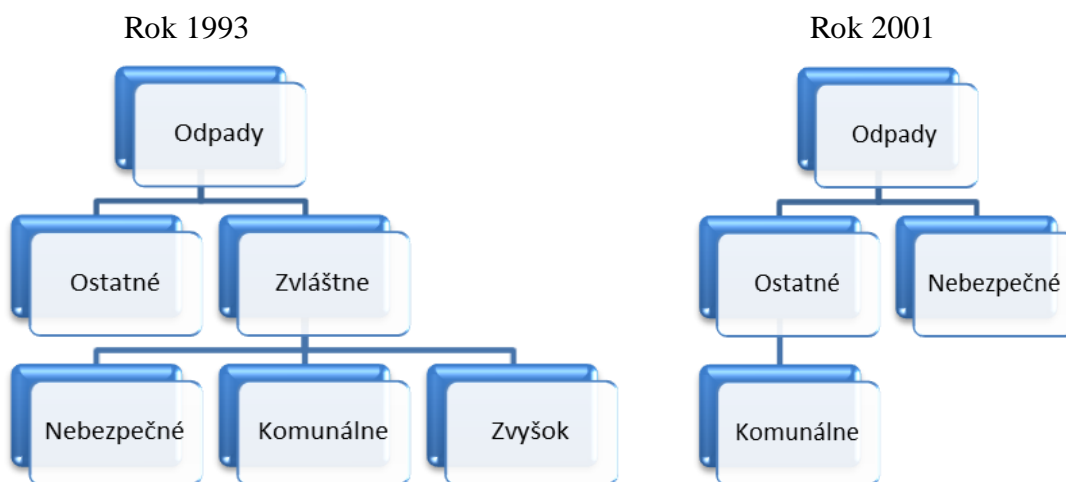 Rok 1993
Odpady
Ostatné
Zvláštne
Nebezpečné
Komunálne
Zvyšok
Rok 2001
Odpady
Ostatné
Nebezpečné
Komunálne